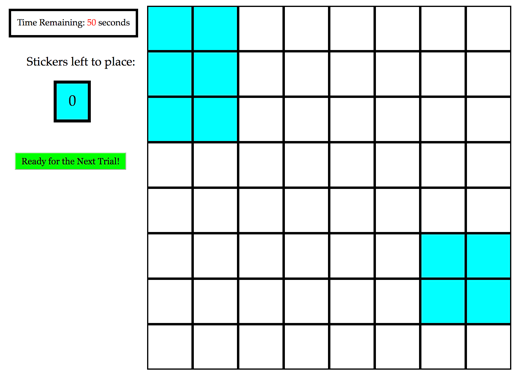 Time Remaining: 50 seconds
Stickers left to place:
0
Ready for the Next Trial!